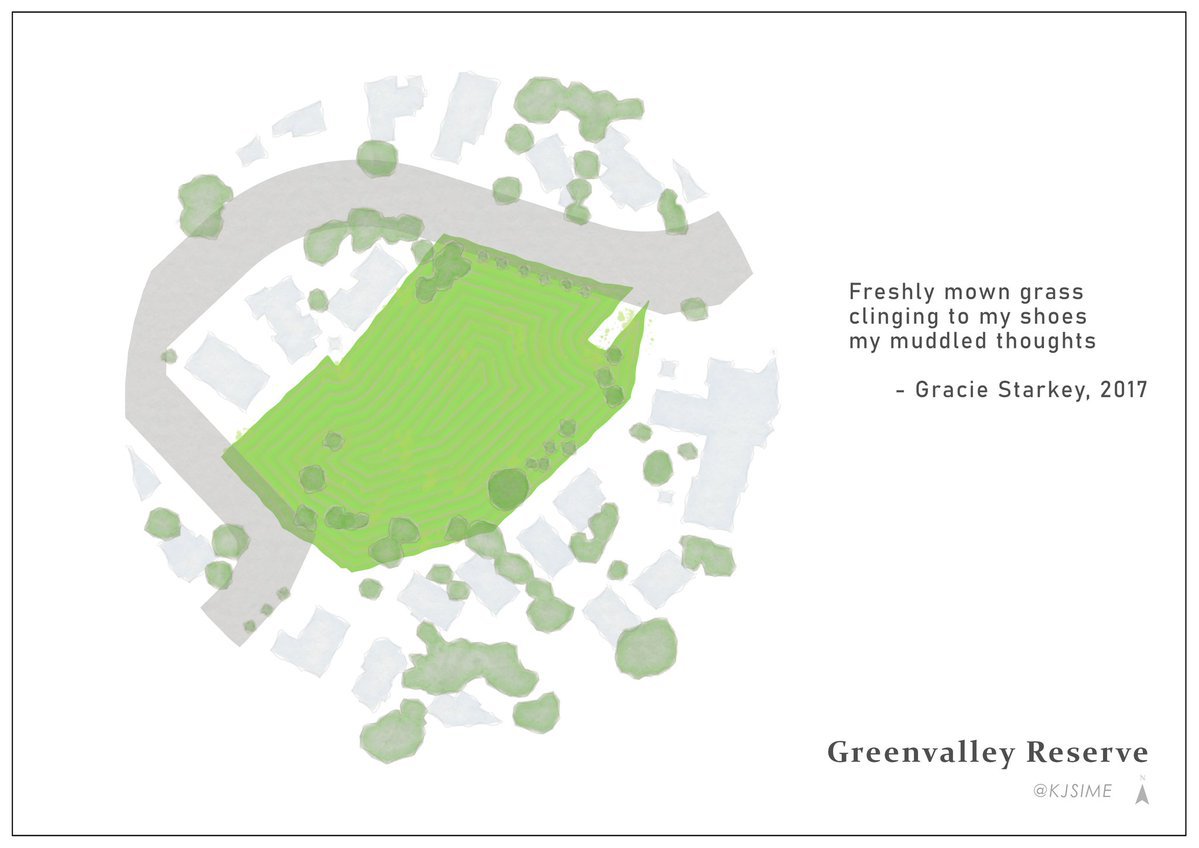 Freshly mown grass
clinging to my shoes
my muddled thoughts
- Gracie Starkey, 2017
Greenvalley Reserve
@KJSIME
N